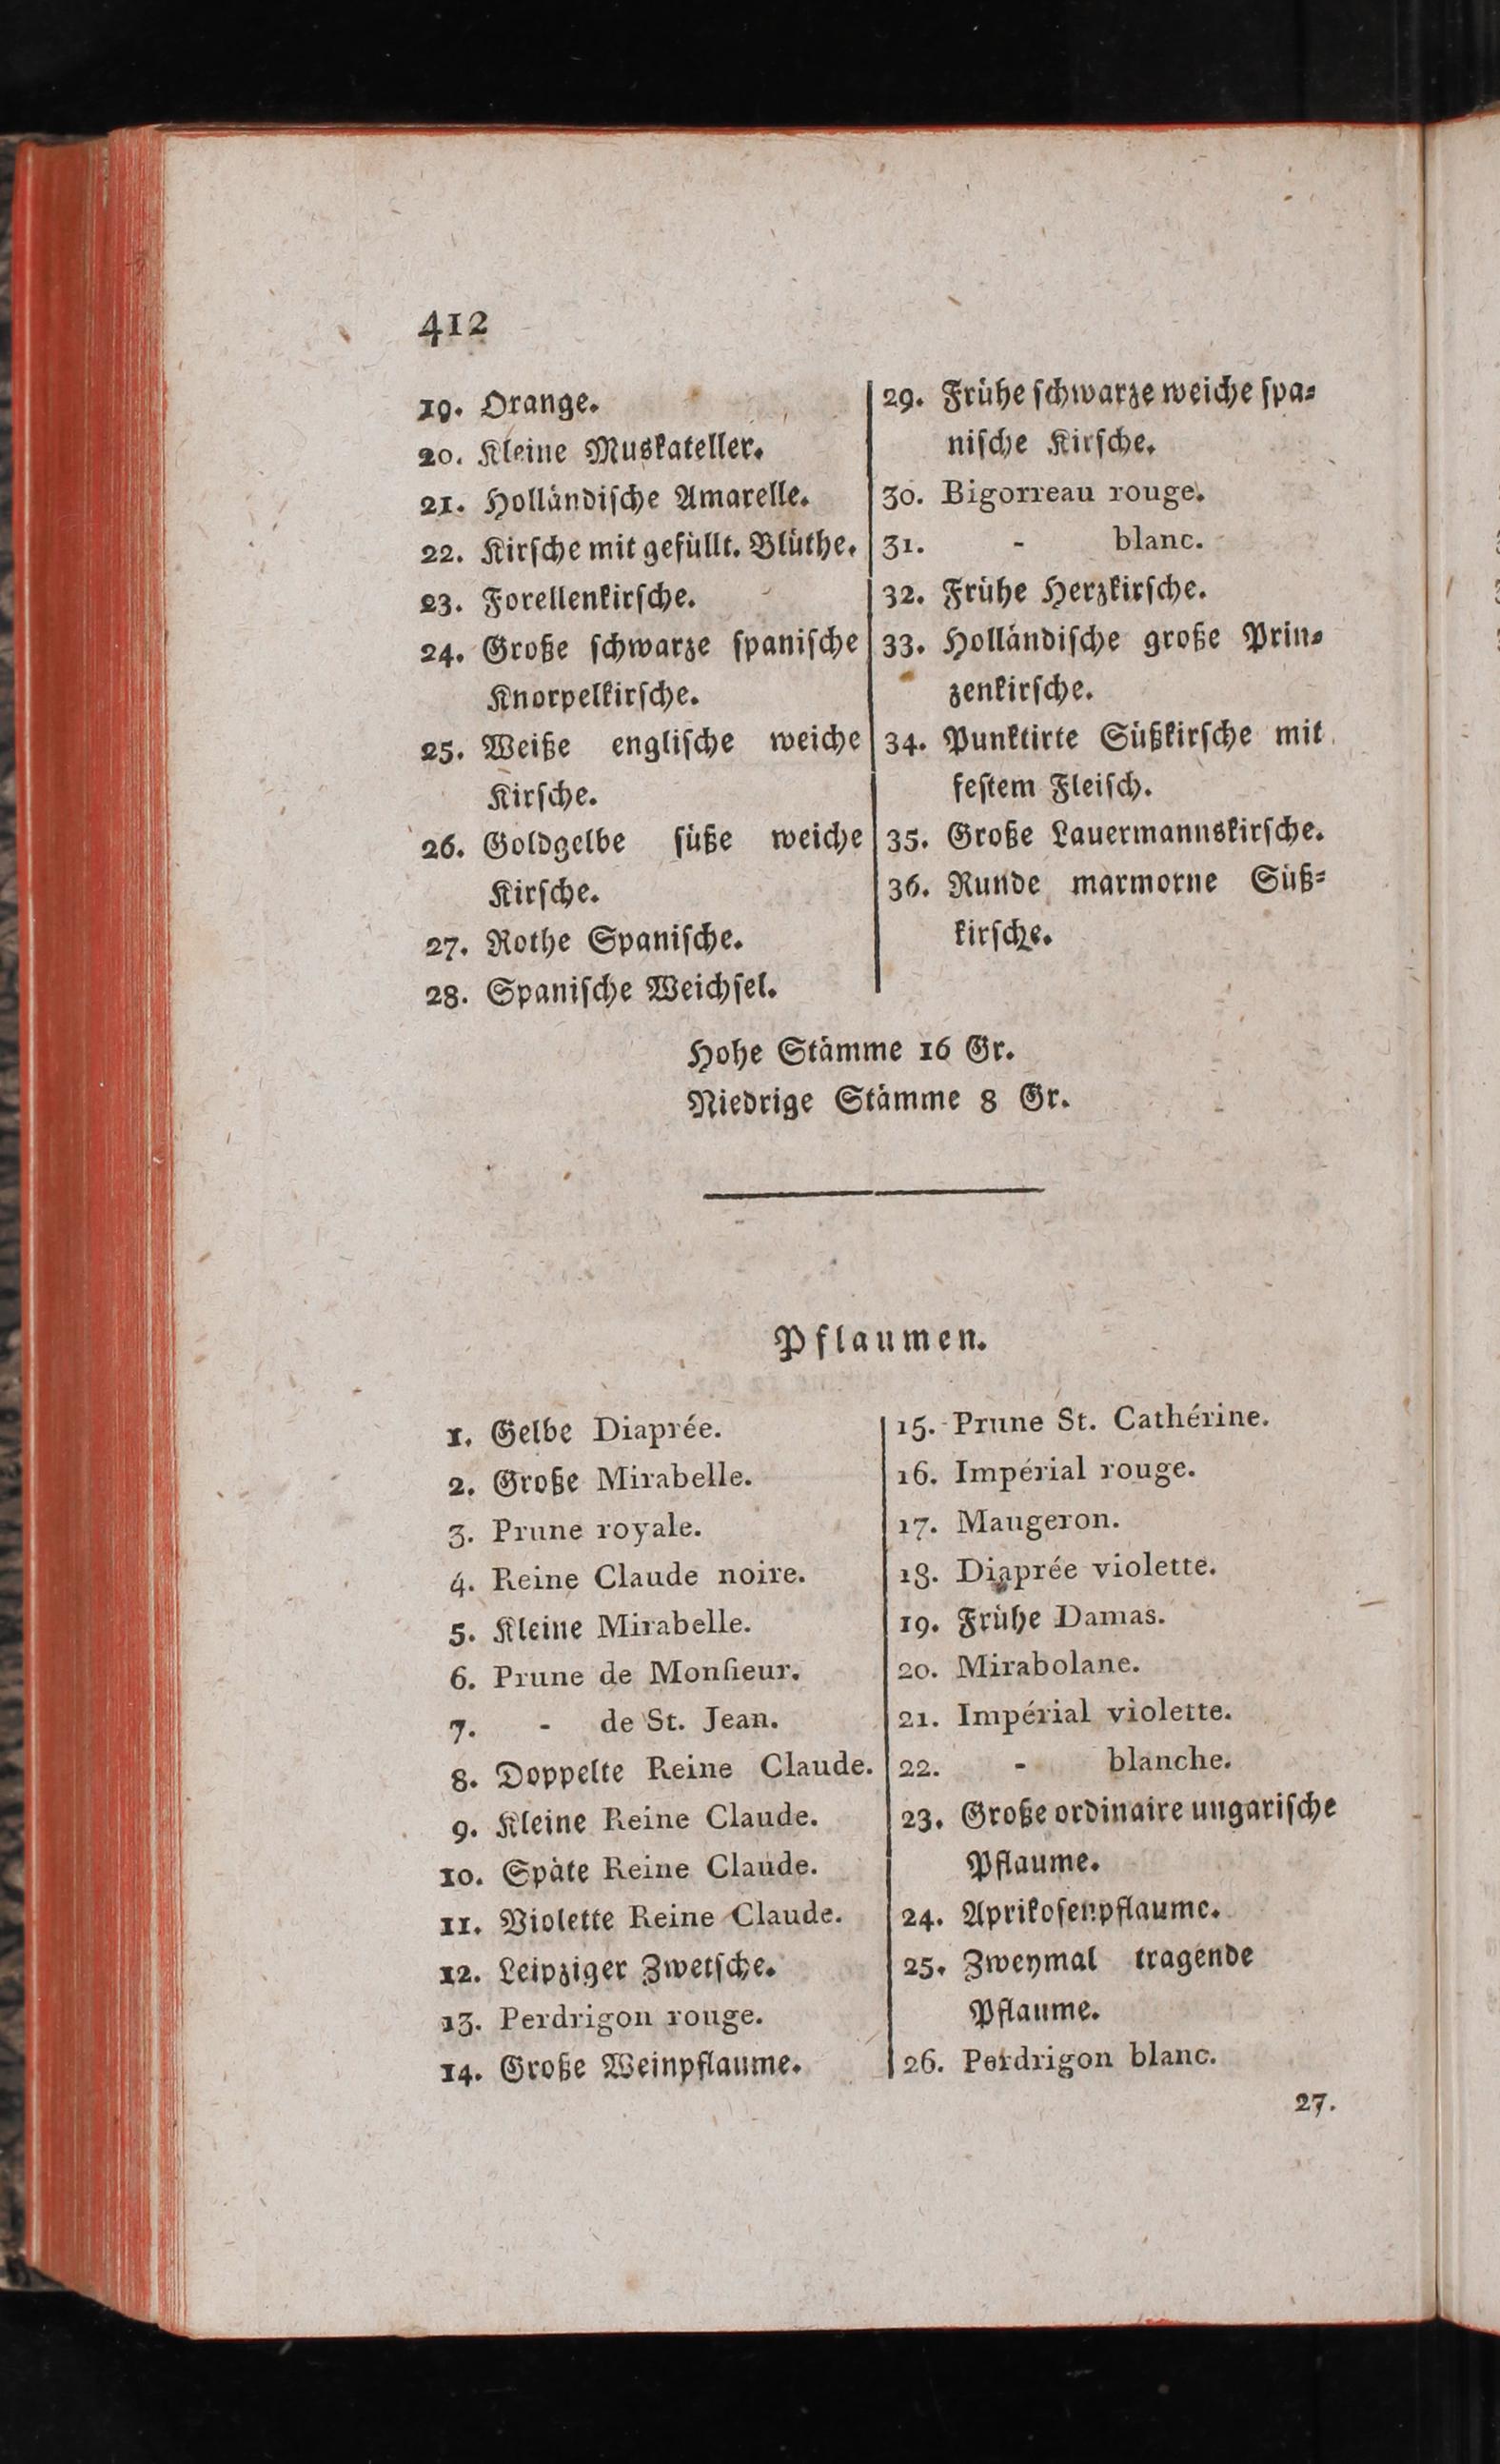 412
19. Orange.
20. Kleine Muskateller.
21. Holländische Amarelle.
22. Kirsche mit gefüllt. Blüthe.
23. Forellenkirsche.
24. Große schwarze spanische
Knorpelkirsche.
25. Weiße englische weiche
Kirsche.
26. Goldgelbe süße weiche
Kirsche.
27. Rothe Spanische.
28. Spanische Weichsel.
29. Frühe schwarze weiche spa-
nische Kirsche.
30. Bigorreau rouge.
31. - blanc.
32. Frühe Herzkirsche.
33. Holländische große Prin-
zenkirsche.
34. Punktirte Süßkirsche mit
festem Fleisch.
35. Große Lauermannskirsche.
36. Runde marmorne Süß-
kirsche.
Hohe Stämme 16 Gr.
Niedrige Stämme 8 Gr.
Pflaumen.
1. Gelbe Diaprée.
2. Große Mirabelle.
3. Prune royale.
4. Reine Claude noire.
5. Kleine Mirabelle.
6. Prune de Monſieur.
7. - de St. Jean.
8. Doppelte Reine Claude.
9. Kleine Reine Claude.
10. Späte Reine Claude.
11. Violette Reine Claude.
12. Leipziger Zwetsche.
13. Perdrigon rouge.
14. Große Weinpflaume.
15. Prune St. Cathérine.
16. Impérial rouge.
17. Maugeron.
18. Diaprée violette.
19. Frühe Damas.
20. Mirabolane.
21. Impérial violette.
22. - blanche.
23. Große ordinaire ungarische
Pflaume.
24. Aprikosenpflaume.
25. Zweymal tragende
Pflaume.
26. Perdrigon blanc.
27.